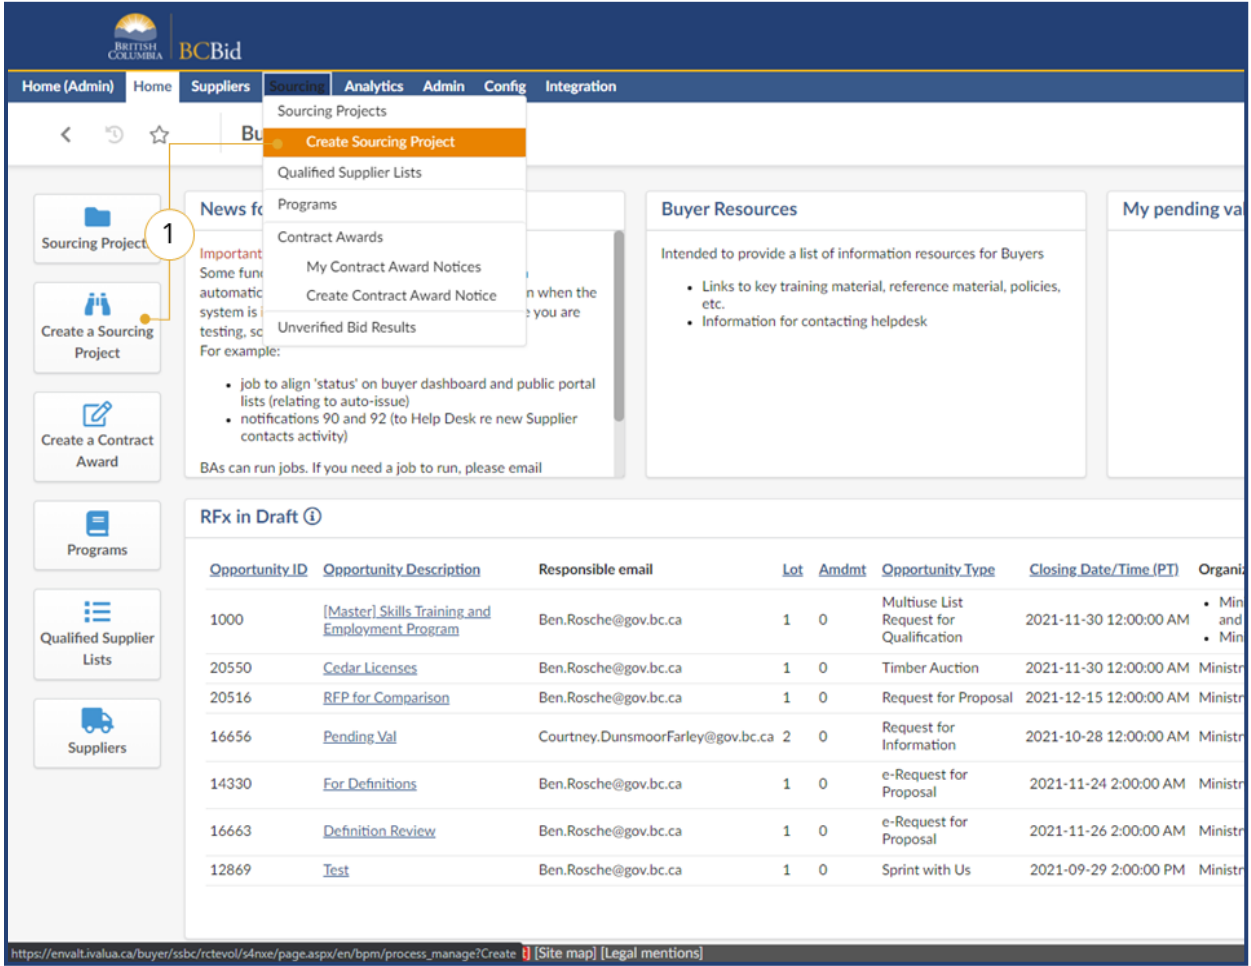 BRITISH
COLUMBIA
BCBid
Home (Admin) Home Suppliers Sourcing Analytics Admin Config Integration
Sourcing Projects
Create Sourcing Project
Qualified Supplier Lists
Programs
Contract Awards
My Contract Award Notices
Create Contract Award Notice
Unverified Bid Results
Bu
1
Sourcing Project
Create a Sourcing
Project
Create a Contract
Award
Programs
Qualified Supplier
Lists
Suppliers
News fo
Important
Some fun
automatic n when the
system is e you are
testing, sc
For example:
• job to align 'status' on buyer dashboard and public portal
lists (relating to auto-issue)
• notifications 90 and 92 (to Help Desk re new Supplier
contacts activity)
BAs can run jobs. If you need a job to run, please email
Buyer Resources
Intended to provide a list of information resources for Buyers
• Links to key training material, reference material, policies,
etc.
• Information for contacting helpdesk
My pending val
RFx in Draft
Opportunity ID Opportunity Description Responsible email Lot Amdmt Opportunity Type Closing Date/Time (PT) Organiz
1000 [Master] Skills Training and Employment Program Ben.Rosche@gov.bc.ca 1 0 Multiuse List Request for Qualification 2021-11-30 12:00:00 AM • Min and • Min
20550 Cedar Licenses Ben.Rosche@gov.bc.ca 1 0 Timber Auction 2021-11-30 12:00:00 AM Ministr
20516 RFP for Comparison Ben.Rosche@gov.bc.ca 1 0 Request for Proposal 2021-12-15 12:00:00 AM Ministr
16656 Pending Val Courtney.DunsmoorFarley@gov.bc.ca 2 0 Request for Information 2021-10-28 12:00:00 AM Ministr
14330 For Definitions Ben.Rosche@gov.bc.ca 1 0 e-Request for Proposal 2021-11-24 2:00:00 AM Ministr
16663 Definition Review Ben.Rosche@gov.bc.ca 1 0 e-Request for Proposal 2021-11-26 2:00:00 AM Ministr
12869 Test Ben.Rosche@gov.bc.ca 1 0 Sprint with Us 2021-09-29 2:00:00 PM Ministr
https://envalt.ivalua.ca/buyer/ssbc/rctevol/s4nxe/page.aspx/en/bpm/process_manage?Create t] [Site map] [Legal mentions]